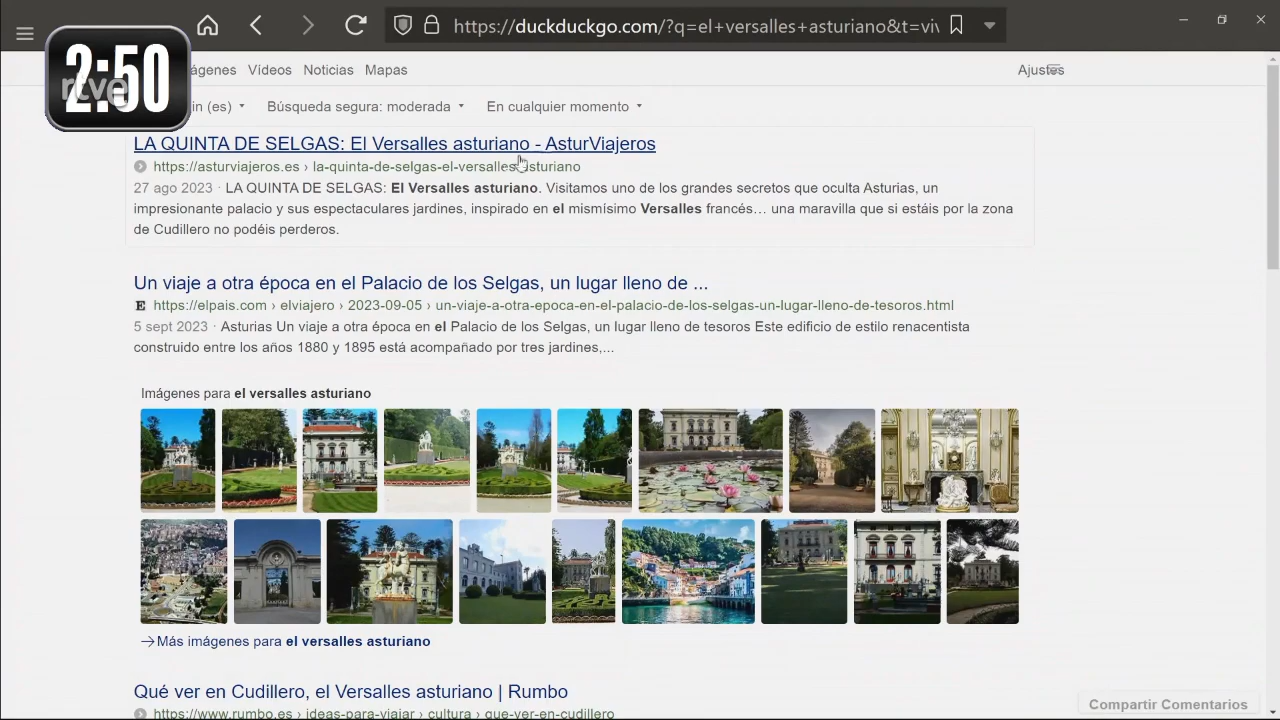 https://duckduckgo.com/?q=el+versalles+asturiano&t=viv
2:50
rtve
ágenes Vídeos Noticias Mapas
Ajustes
in (es) Búsqueda segura: moderada En cualquier momento
LA QUINTA DE SELGAS: El Versalles asturiano - AsturViajeros
https://asturviajeros.es › la-quinta-de-selgas-el-versalles-asturiano
27 ago 2023 · LA QUINTA DE SELGAS: El Versalles asturiano. Visitamos uno de los grandes secretos que oculta Asturias, un
impresionante palacio y sus espectaculares jardines, inspirado en el mismísimo Versalles francés… una maravilla que si estáis por la zona
de Cudillero no podéis perderos.
Un viaje a otra época en el Palacio de los Selgas, un lugar lleno de ...
E https://elpais.com › elviajero › 2023-09-05 › un-viaje-a-otra-epoca-en-el-palacio-de-los-selgas-un-lugar-lleno-de-tesoros.html
5 sept 2023 · Asturias Un viaje a otra época en el Palacio de los Selgas, un lugar lleno de tesoros Este edificio de estilo renacentista
construido entre los años 1880 y 1895 está acompañado por tres jardines,...
Imágenes para el versalles asturiano
Más imágenes para el versalles asturiano
Qué ver en Cudillero, el Versalles asturiano | Rumbo
https://www.rumbo.es › ideas-para-viajar › cultura › que-ver-en-cudillero
Compartir Comentarios